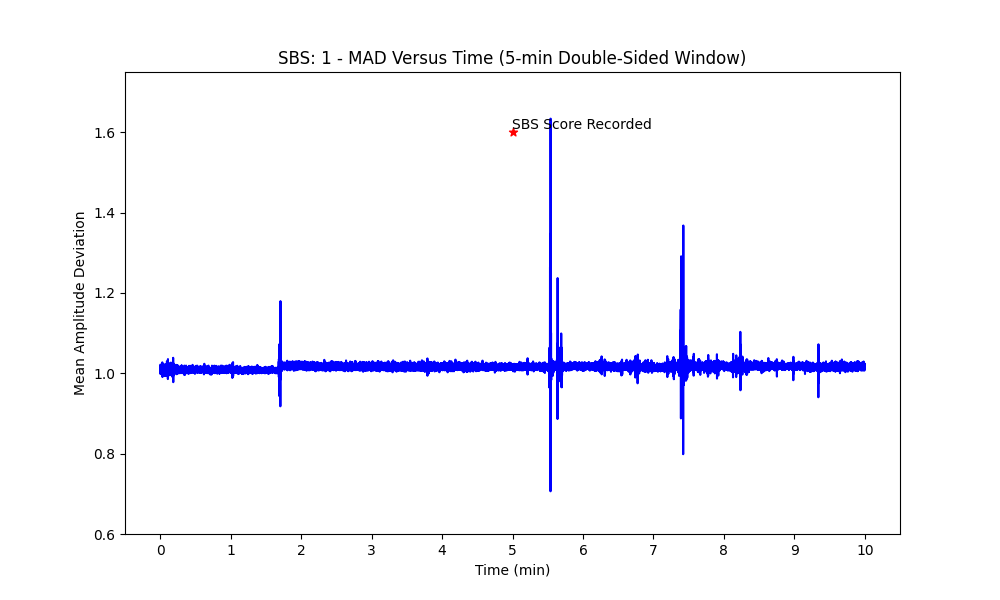 SBS: 1 - MAD Versus Time (5-min Double-Sided Window)
SBS Score Recorded
Mean Amplitude Deviation
1.6
1.4
1.2
1.0
0.8
0.6
0 1 2 3 4 5 6 7 8 9 10
Time (min)